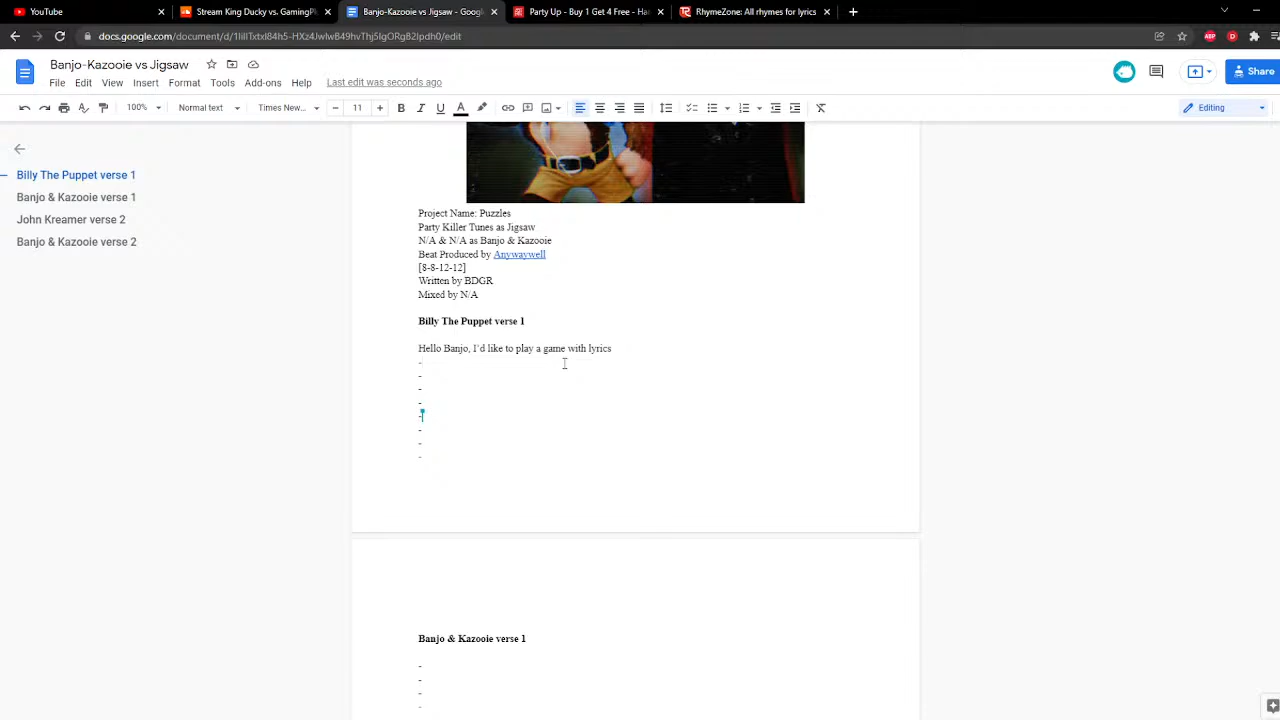 YouTube
Stream King Ducky vs. GamingPl
Banjo-Kazooie vs Jigsaw - Googl
Party Up - Buy 1 Get 4 Free - Ha
RhymeZone: All rhymes for lyrics
docs.google.com/document/d/
/edit
ABP
Banjo-Kazooie vs Jigsaw
File Edit View Insert Format Tools Add-ons Help Last edit was seconds ago
Share
100% Normal text Times New... 11 B I U A
Editing
Billy The Puppet verse 1
Banjo & Kazooie verse 1
John Kreamer verse 2
Banjo & Kazooie verse 2
Project Name: Puzzles
Party Killer Tunes as Jigsaw
N/A & N/A as Banjo & Kazooie
Beat Produced by Anywaywell
[8-8-12-12]
Written by BDGR
Mixed by N/A
Billy The Puppet verse 1
Hello Banjo, I'd like to play a game with lyrics
-
-
-
-
-
-
-
-
Banjo & Kazooie verse 1
-
-
-
-